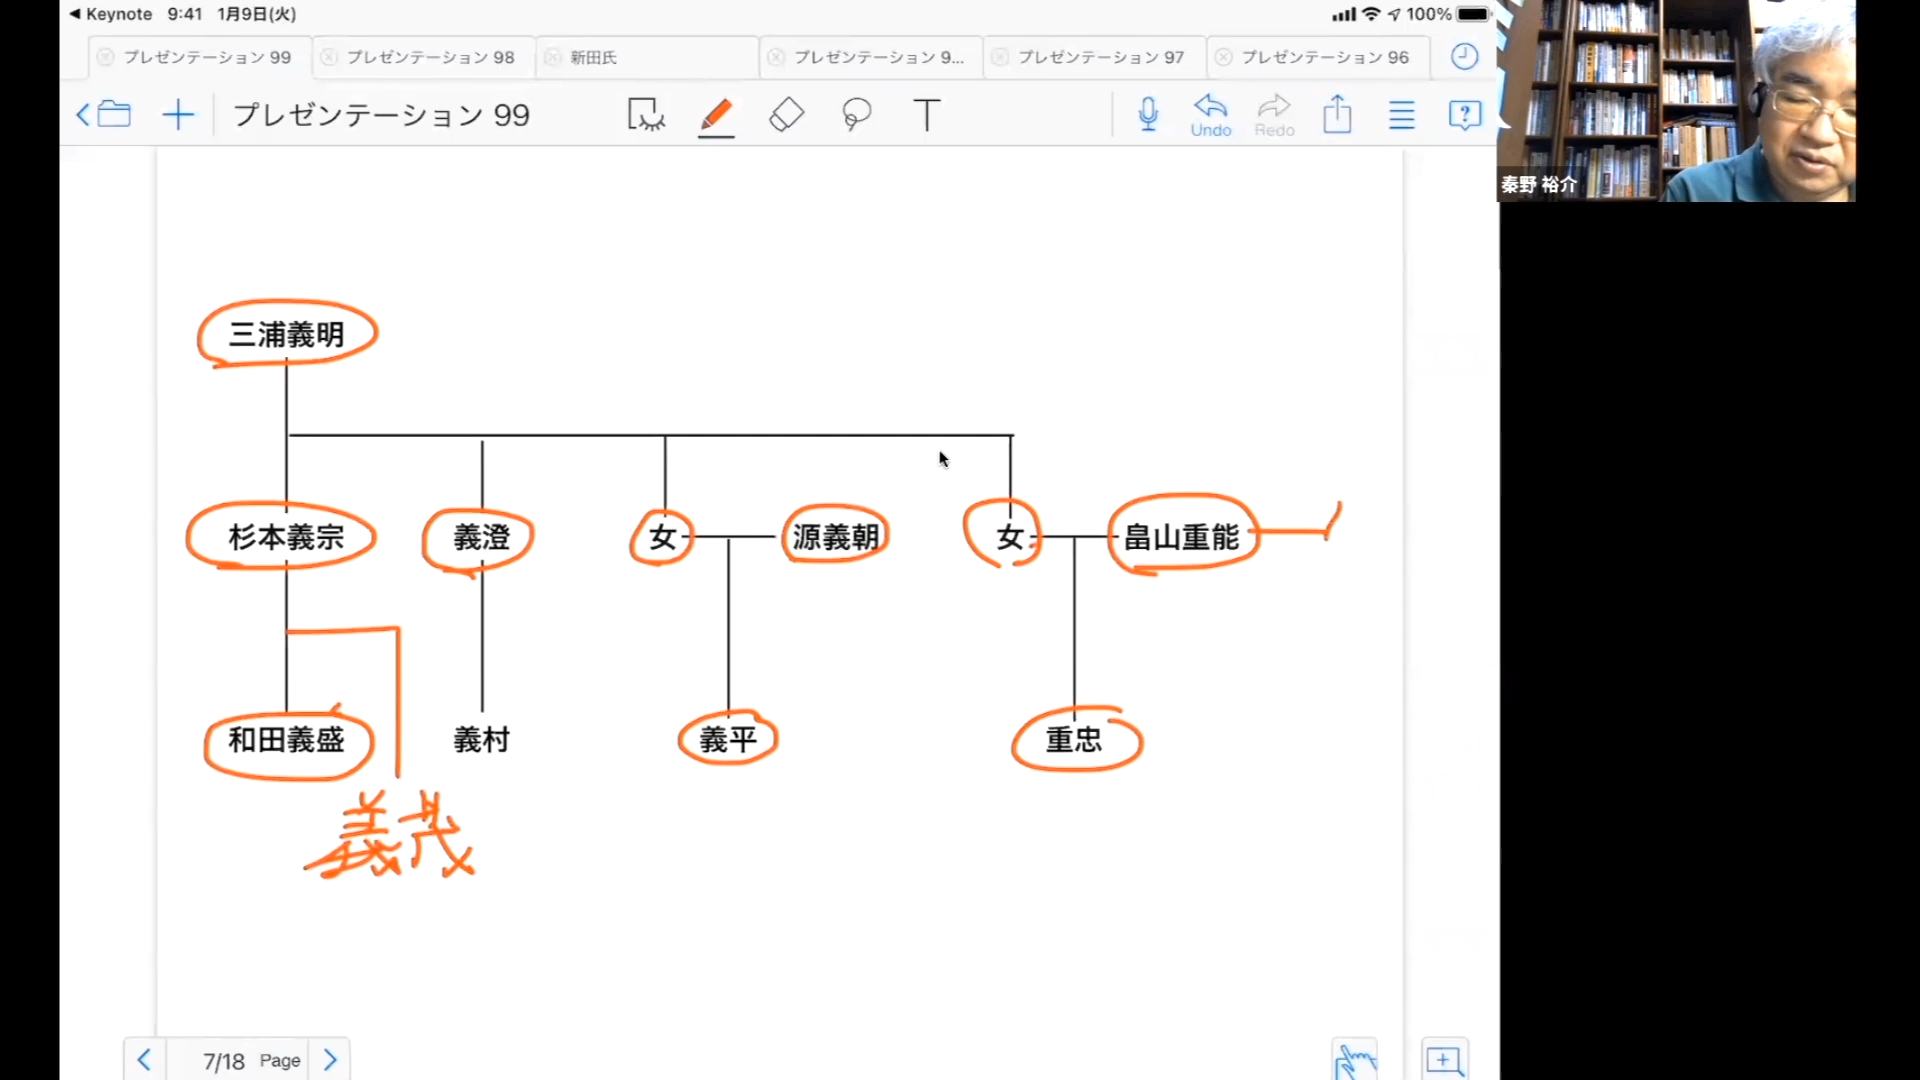 Keynote 9:41 1月9日(火)
100%
プレゼンテーション 99
プレゼンテーション 98
新田氏
プレゼンテーション 9...
プレゼンテーション 97
プレゼンテーション 96
プレゼンテーション 99
T
Undo
Redo
?
秦野 裕介
三浦義明
杉本義宗
義澄
女
源義朝
女
畠山重能
和田義盛
義村
義平
重忠
義茂
7/18 Page